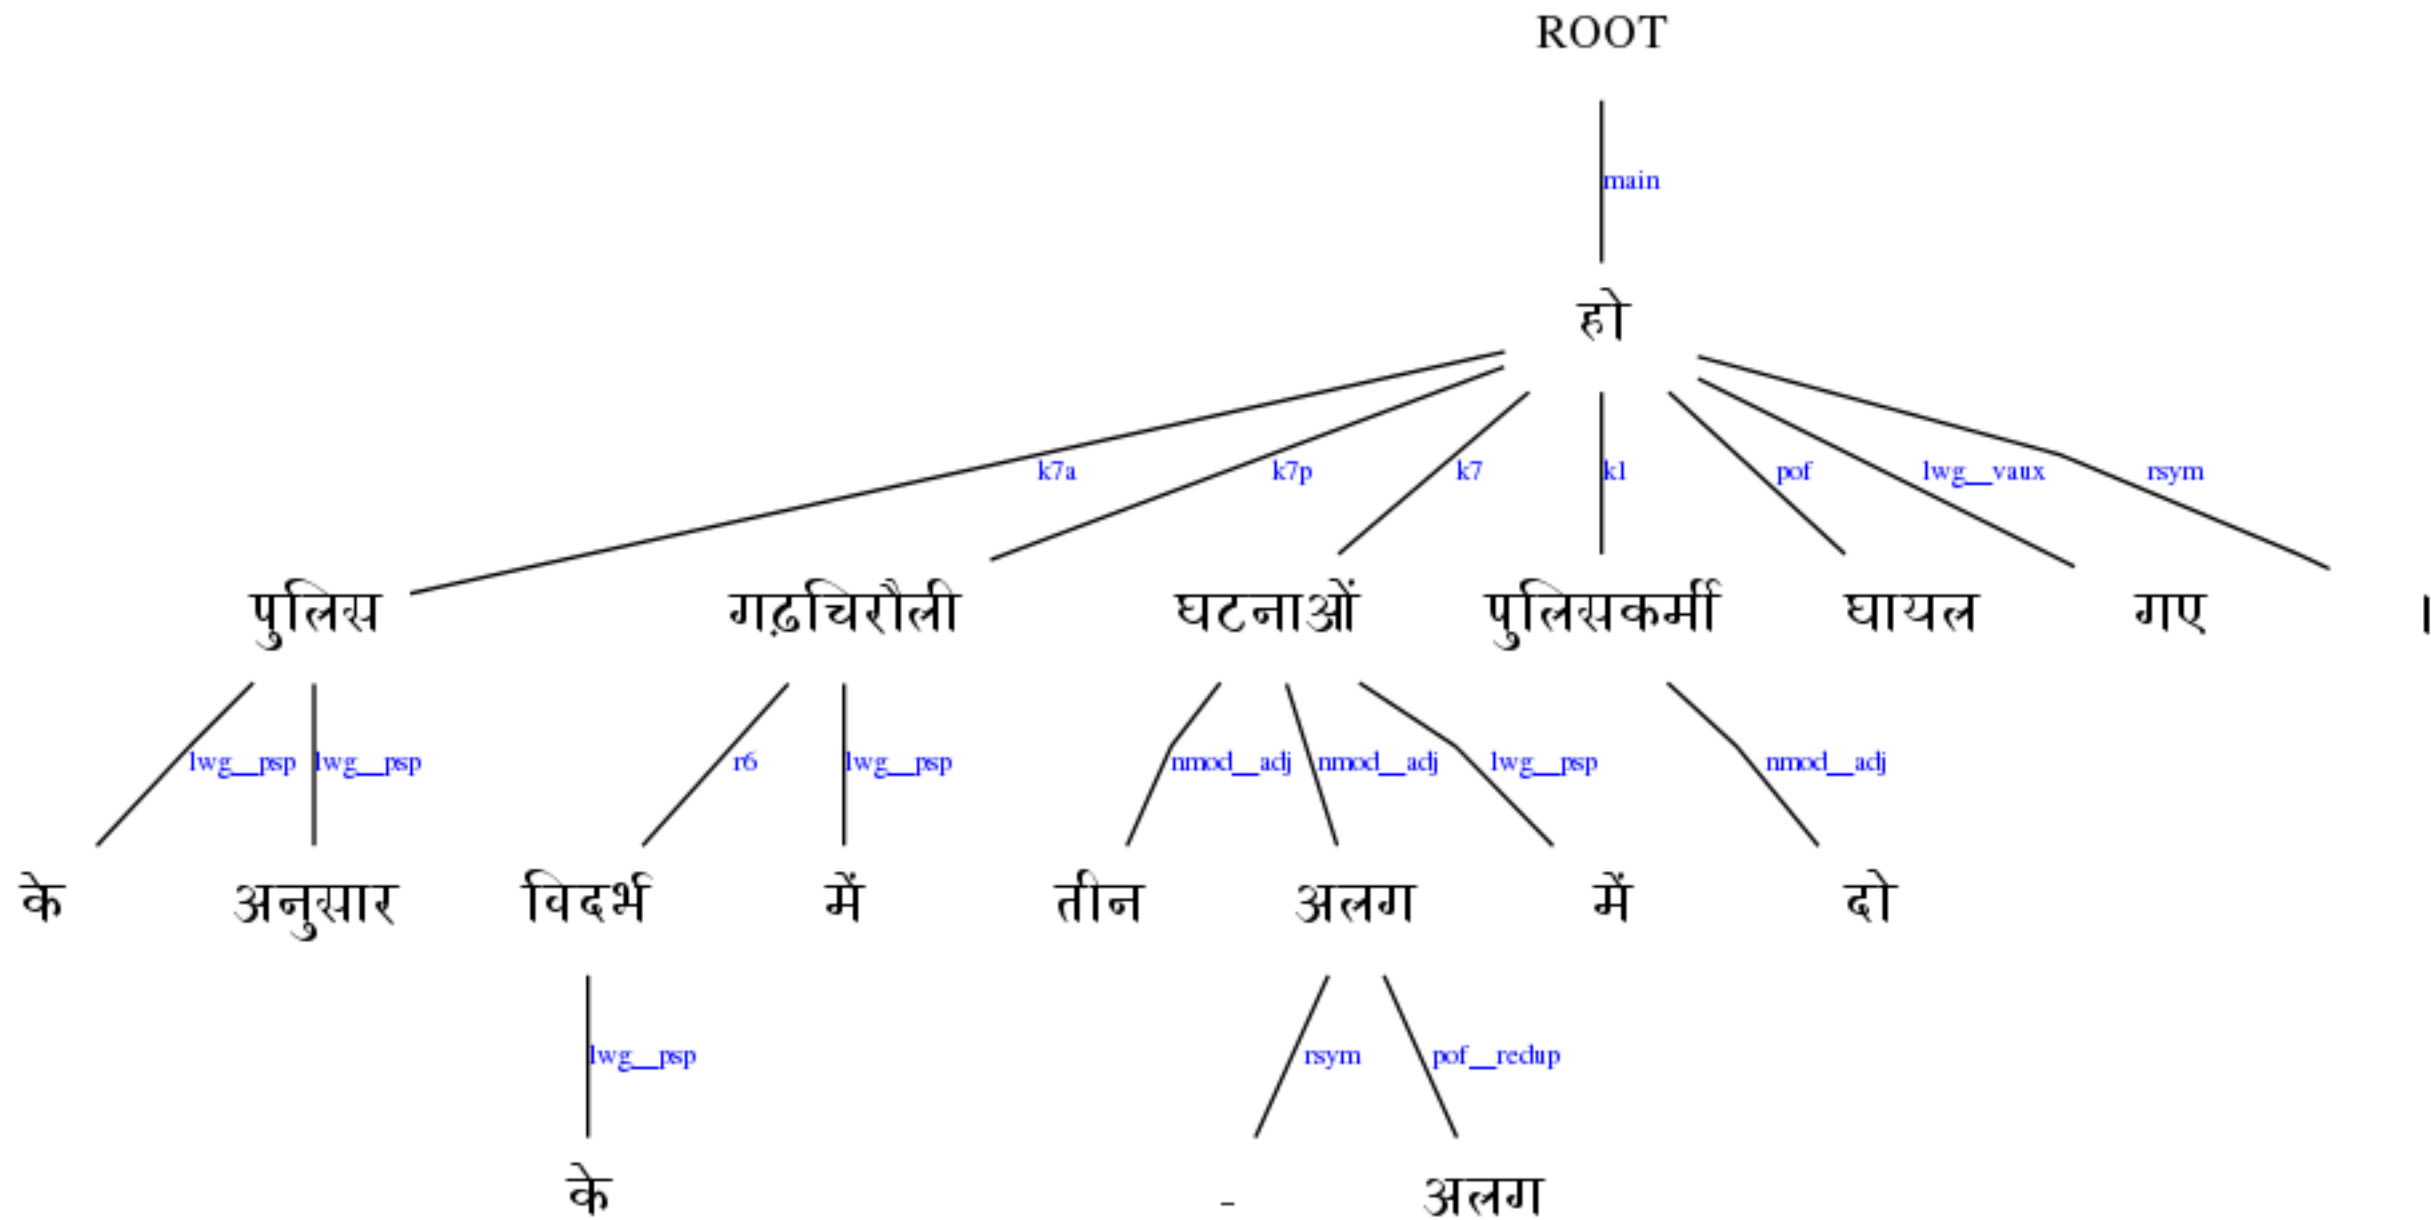 ROOT
main
हो
k7a k7p k7 k1 pof lwg__vaux rsym
पुलिस गढ़चिरौली घटनाओं पुलिसकर्मी घायल गए ।
lwg__psp lwg__psp r6 lwg__psp nmod__adj nmod__adj lwg__psp nmod__adj
के अनुसार विदर्भ में तीन अलग में दो
lwg__psp rsym pof__redup
के - अलग